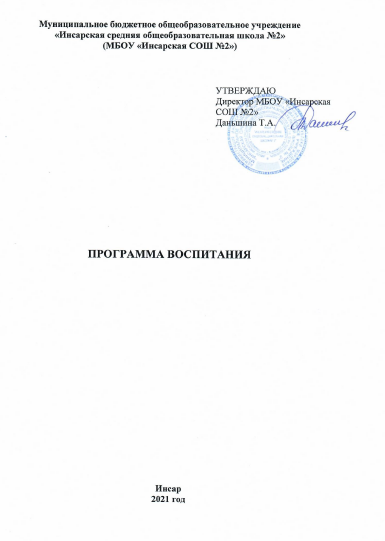 Муниципальное бюджетное общеобразовательное учреждение
«Инсарская средняя общеобразовательная школа №2»
(МБОУ «Инсарская СОШ №2»)
УТВЕРЖДАЮ
Директор МБОУ «Инсарская
СОШ №2»
Даньшина Т.А.
ПРОГРАММА ВОСПИТАНИЯ
Инсар
2021 год